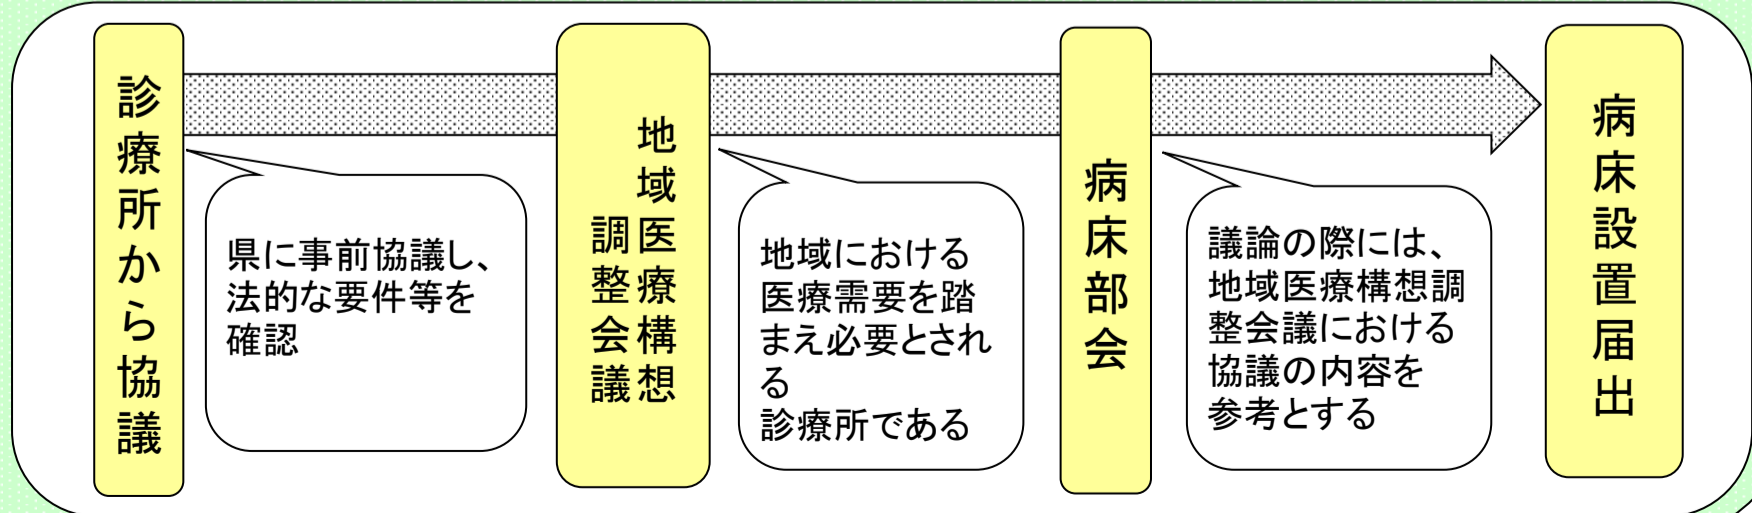 診療所から協議
県に事前協議し、
法的な要件等を
確認
地域医療構想
調整会議
地域における
医療需要を踏
まえ必要とされ
る
診療所である
病床部会
議論の際には、
地域医療構想調
整会議における
協議の内容を
参考とする
病床設置届出